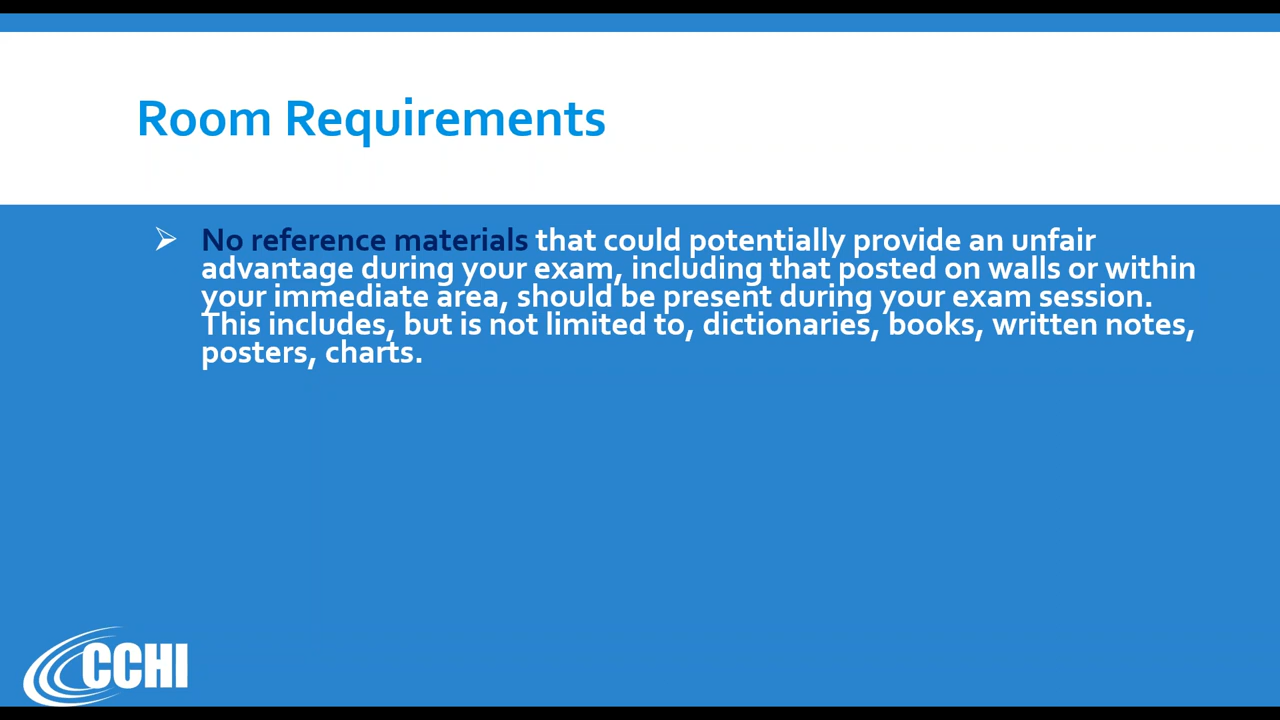 Room Requirements
No reference materials that could potentially provide an unfair
advantage during your exam, including that posted on walls or within
your immediate area, should be present during your exam session.
This includes, but is not limited to, dictionaries, books, written notes,
posters, charts.
CCHI